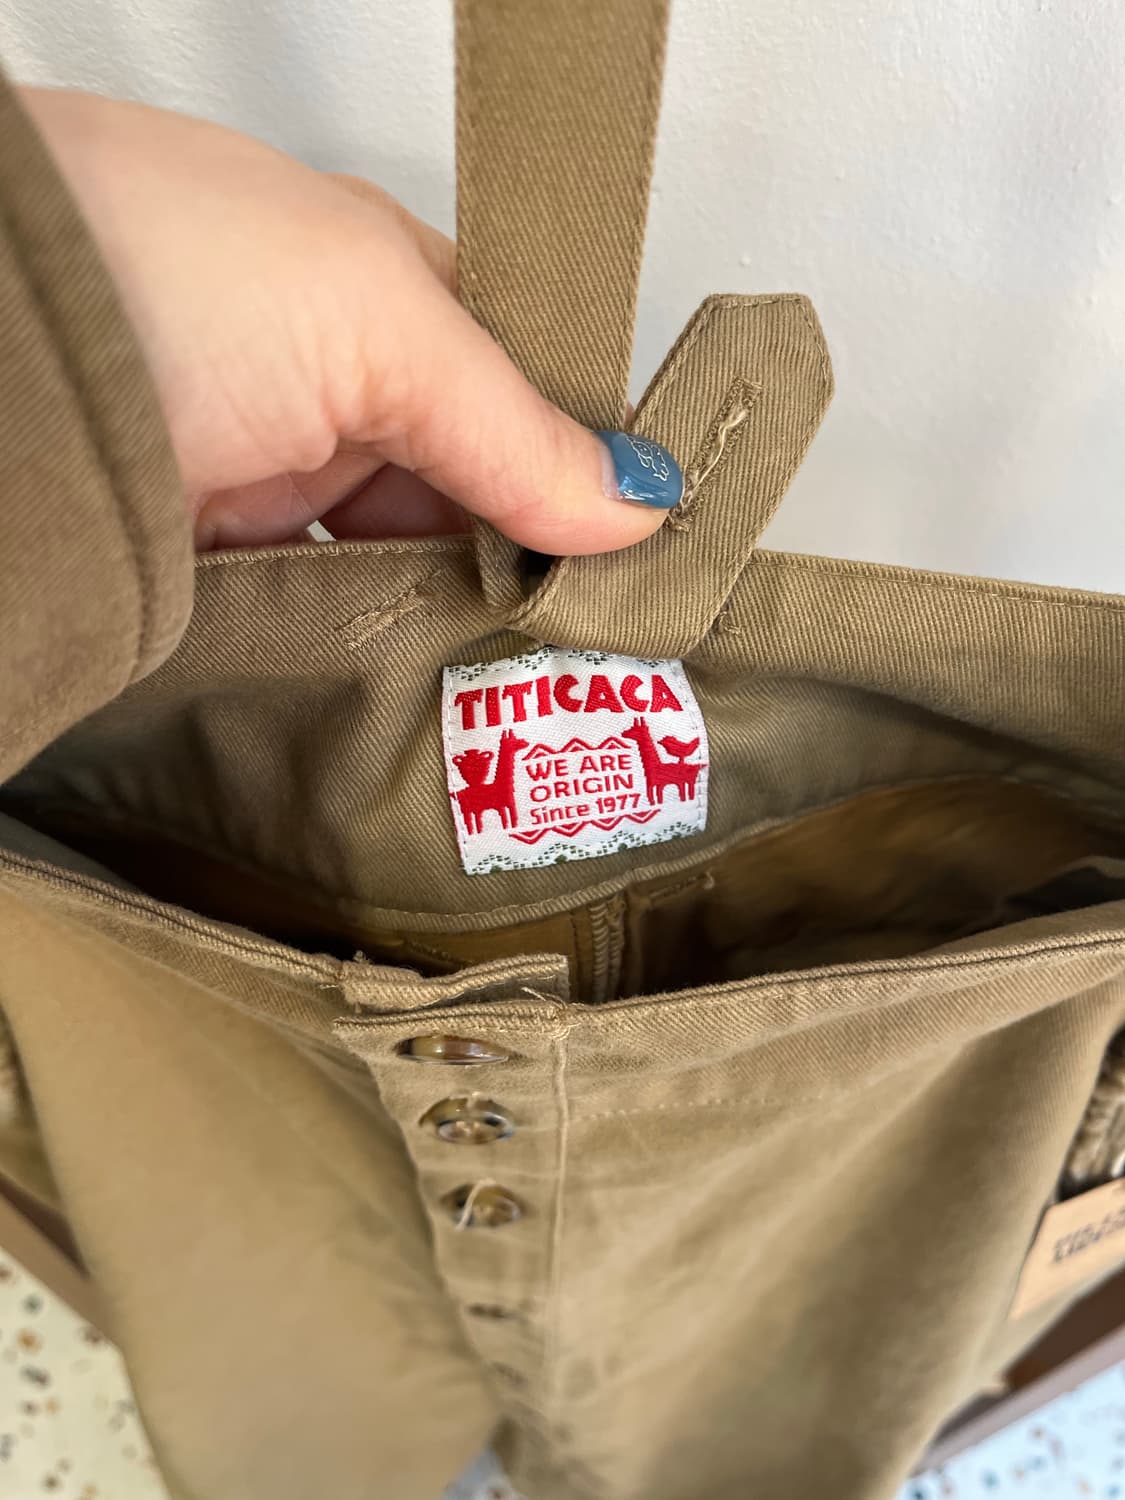 TITICACA
WE ARE
ORIGIN
Since 1977